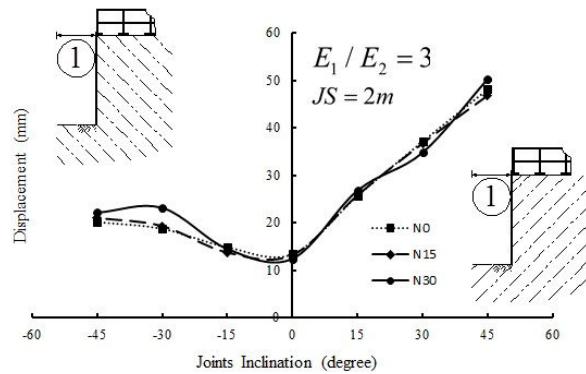 60
50
40
30
20
10
0
Displacement (mm)
1
E₁ / E₂ = 3
JS = 2m
1
N0
N15
N30
-60 -45 -30 -15 0 15 30 45 60
Joints Inclination (degree)